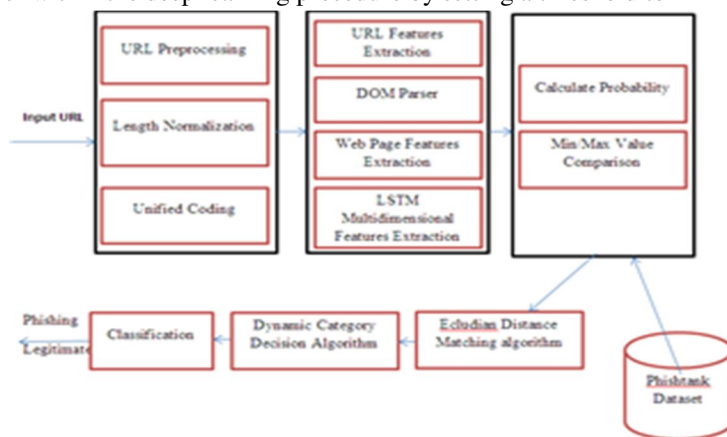 URL Preprocessing
Length Normalization
Unified Coding
Input URL
URL Features
Extraction
DOM Parser
Web Page Features
Extraction
LSTM
Multidimensional
Features Extraction
Calculate Probability
Min/Max Value
Comparison
Phishtank
Dataset
Ecludian Distance
Matching algorithm
Dynamic Category
Decision Algorithm
Classification
Phishing
Legitimate